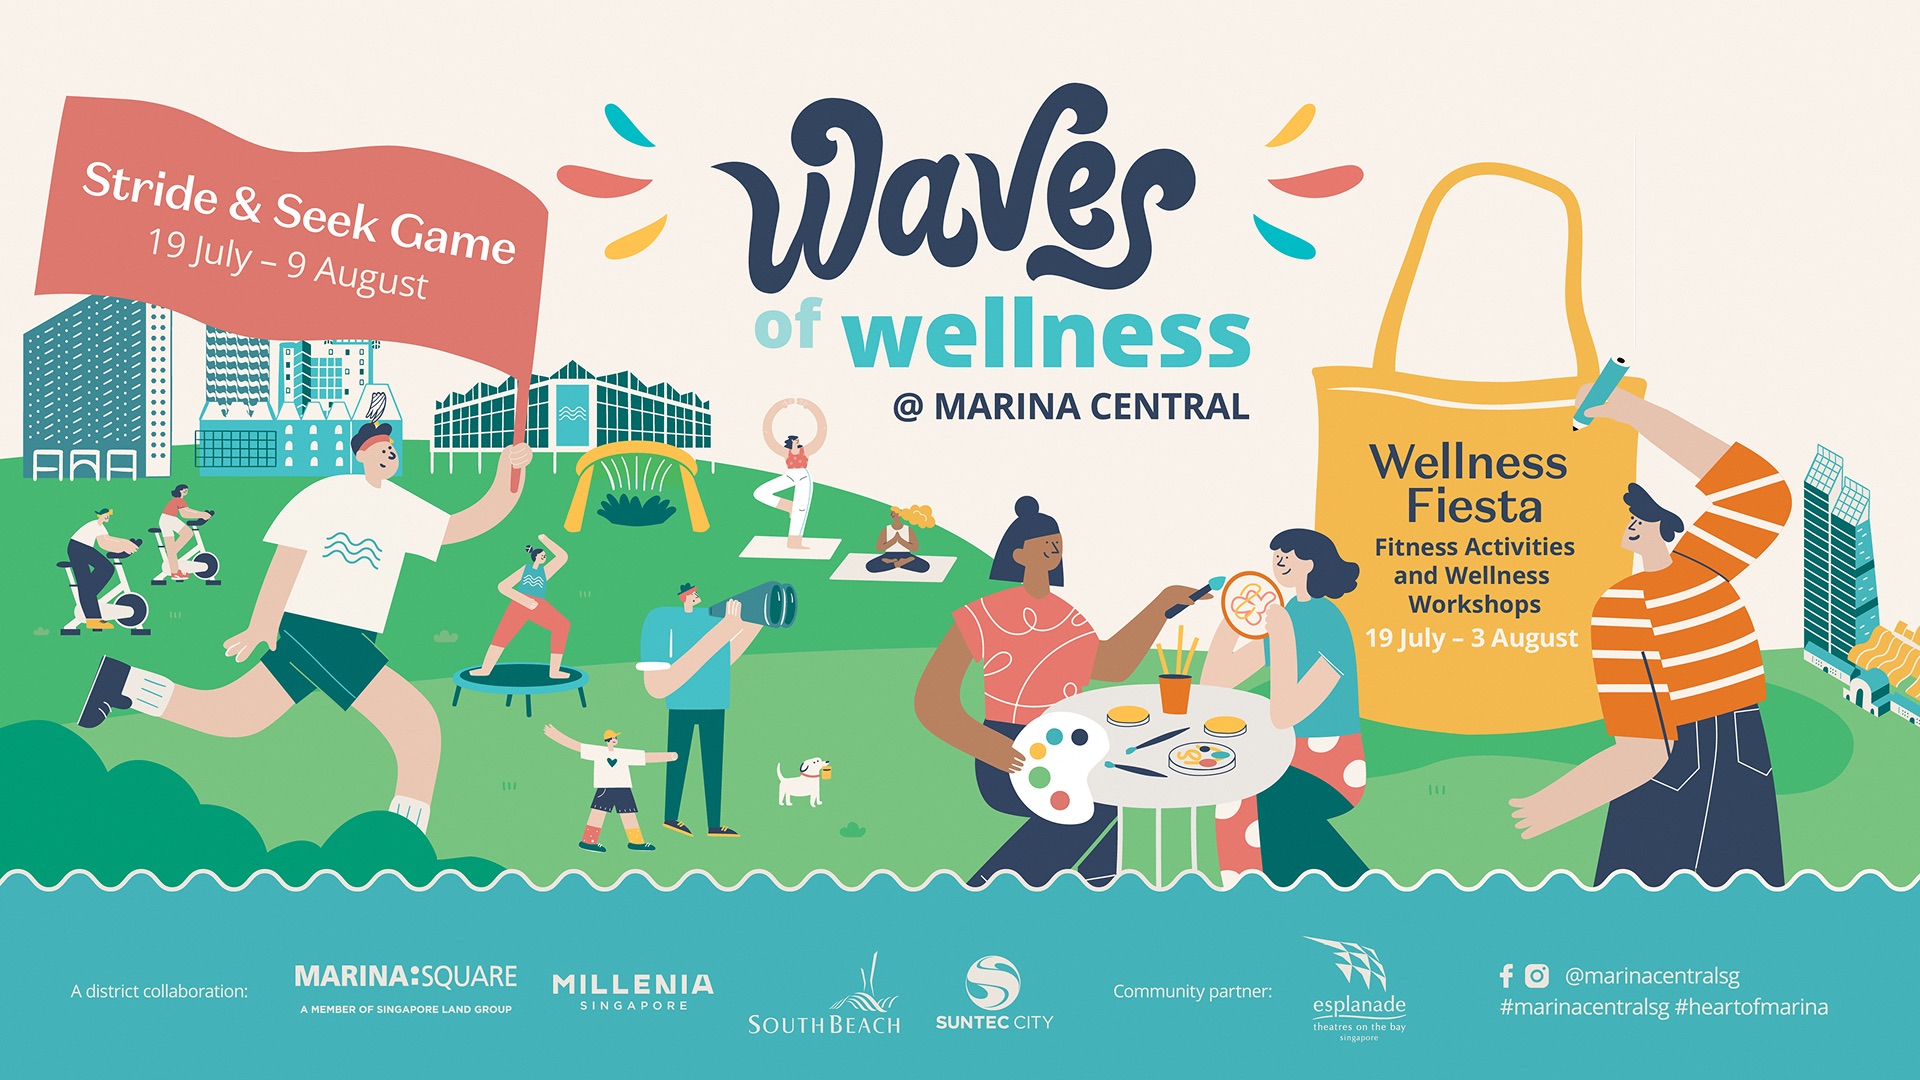 Stride & Seek Game
19 July – 9 August
Waves
of wellness
@ MARINA CENTRAL
Wellness
Fiesta
Fitness Activities
and Wellness
Workshops
19 July – 3 August
A district collaboration:
MARINA:SQUARE
A MEMBER OF SINGAPORE LAND GROUP
MILLENIA
SINGAPORE
SOUTHBEACH
SUNTEC CITY
Community partner:
esplanade
theatres on the bay
singapore
@marinacentralsg
#marinacentralsg #heartofmarina